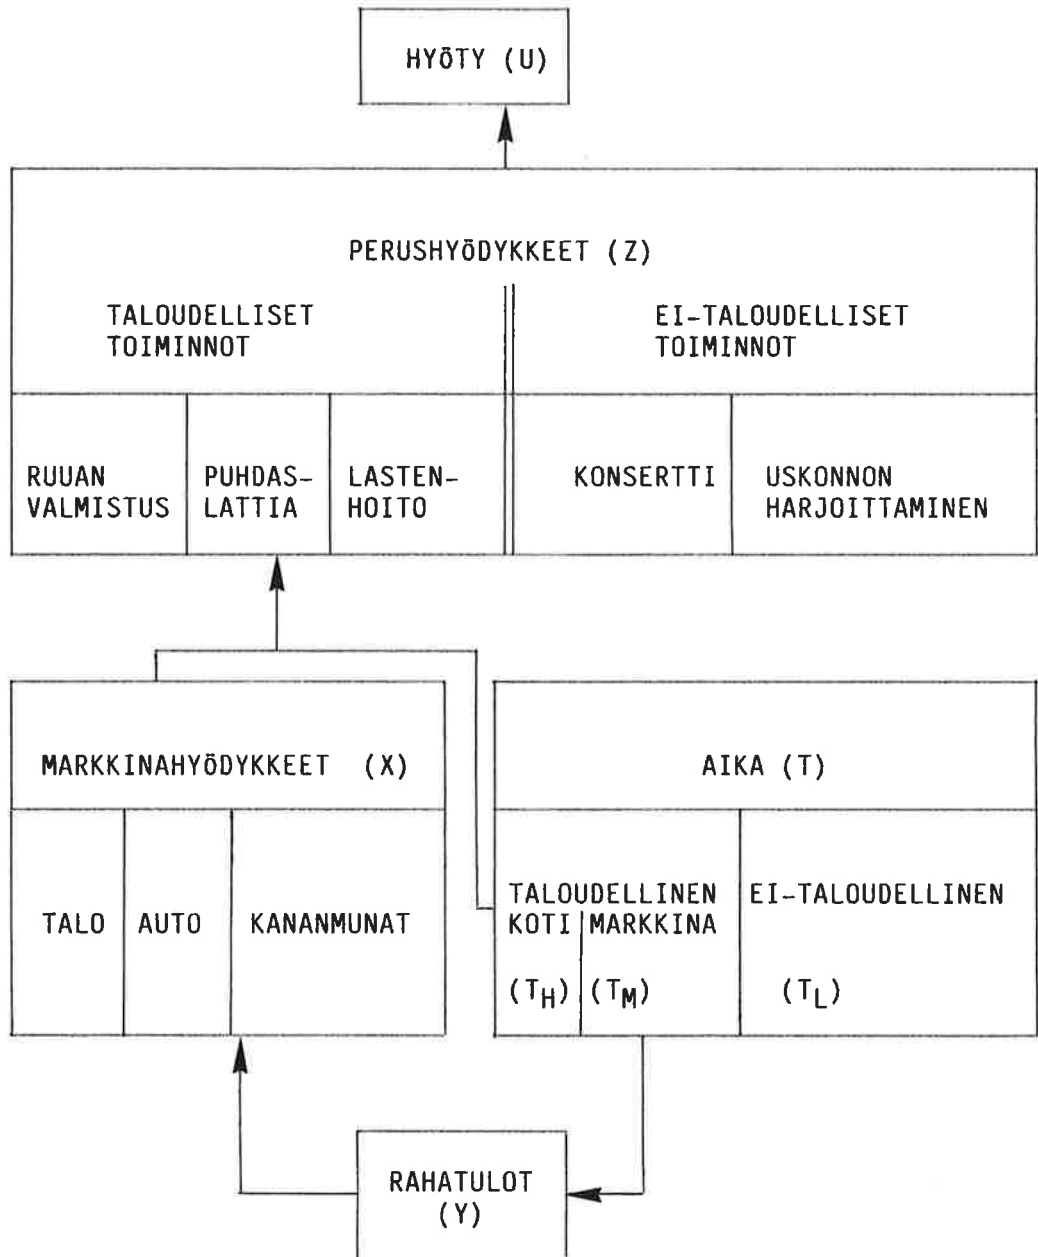 HYÖTY (U)
PERUSHYÖDYKKEET (Z)
TALOUDELLISET
TOIMINNOT
EI-TALOUDELLISET
TOIMINNOT
RUUAN
VALMISTUS
PUHDAS-
LATTIA
LASTEN-
HOITO
KONSERTTI
USKONNON
HARJOITTAMINEN
MARKKINAHYÖDYKKEET (X)
TALO
AUTO
KANANMUNAT
AIKA (T)
TALOUDELLINEN
KOTI
MARKKINA
(TH)
(TM)
EI-TALOUDELLINEN
(TL)
RAHATULOT
(Y)